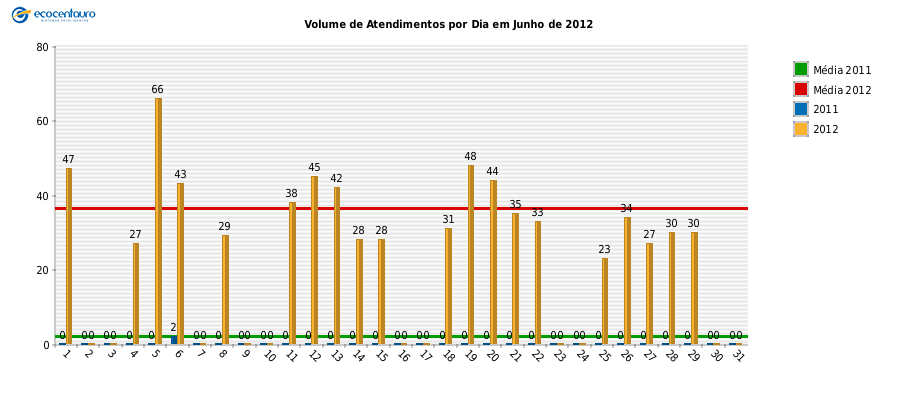 ecocentauro
Volume de Atendimentos por Dia em Junho de 2012
80
60
40
20
0
0 47 0 0 0 0 0 27 0 66 2 43 0 0 0 29 0 0 0 0 0 38 0 45 0 42 0 28 0 28 0 0 0 0 0 31 0 48 0 44 0 35 0 33 0 0 0 0 0 23 0 34 0 27 0 30 0 30 0 0 0 0
1 2 3 4 5 6 7 8 9 10 11 12 13 14 15 16 17 18 19 20 21 22 23 24 25 26 27 28 29 30 31
Média 2011
Média 2012
2011
2012